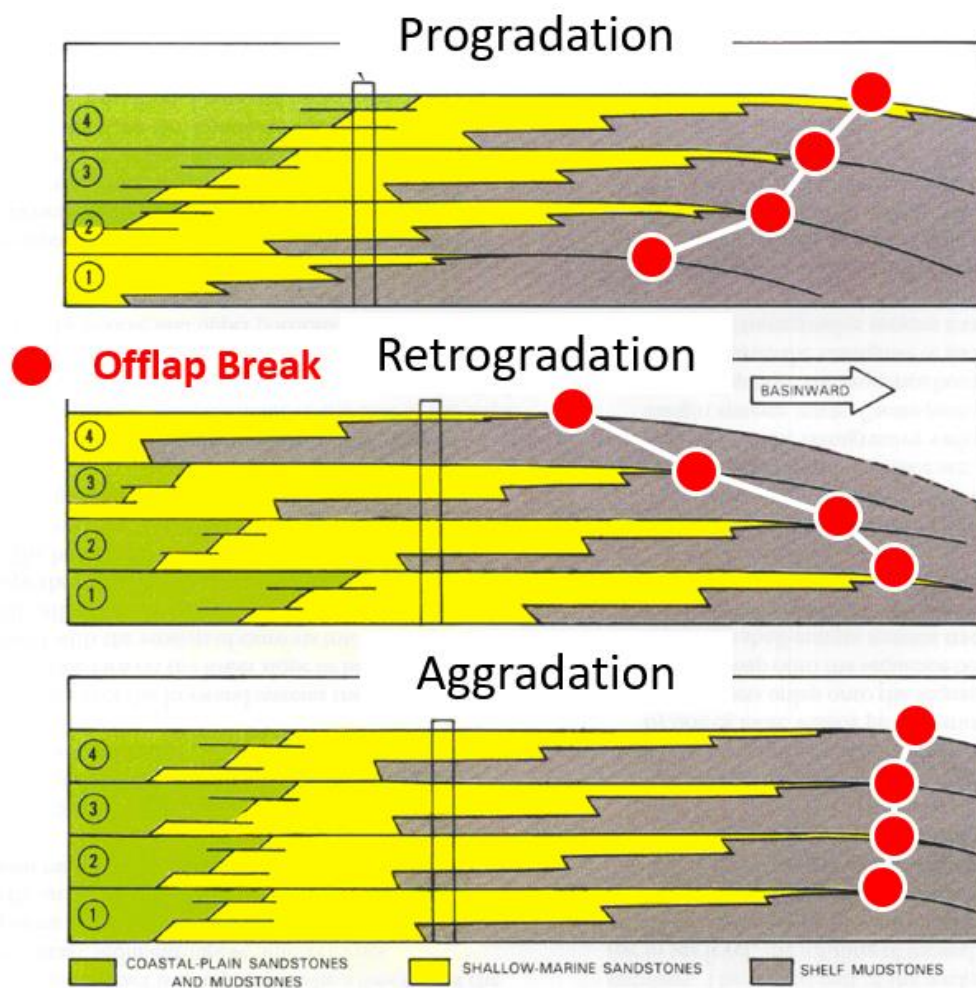 Progradation
4
3
2
1
Offlap Break
Retrogradation
BASINWARD
4
3
2
1
Aggradation
4
3
2
1
COASTAL-PLAIN SANDSTONES
AND MUDSTONES
SHALLOW-MARINE SANDSTONES
SHELF MUDSTONES